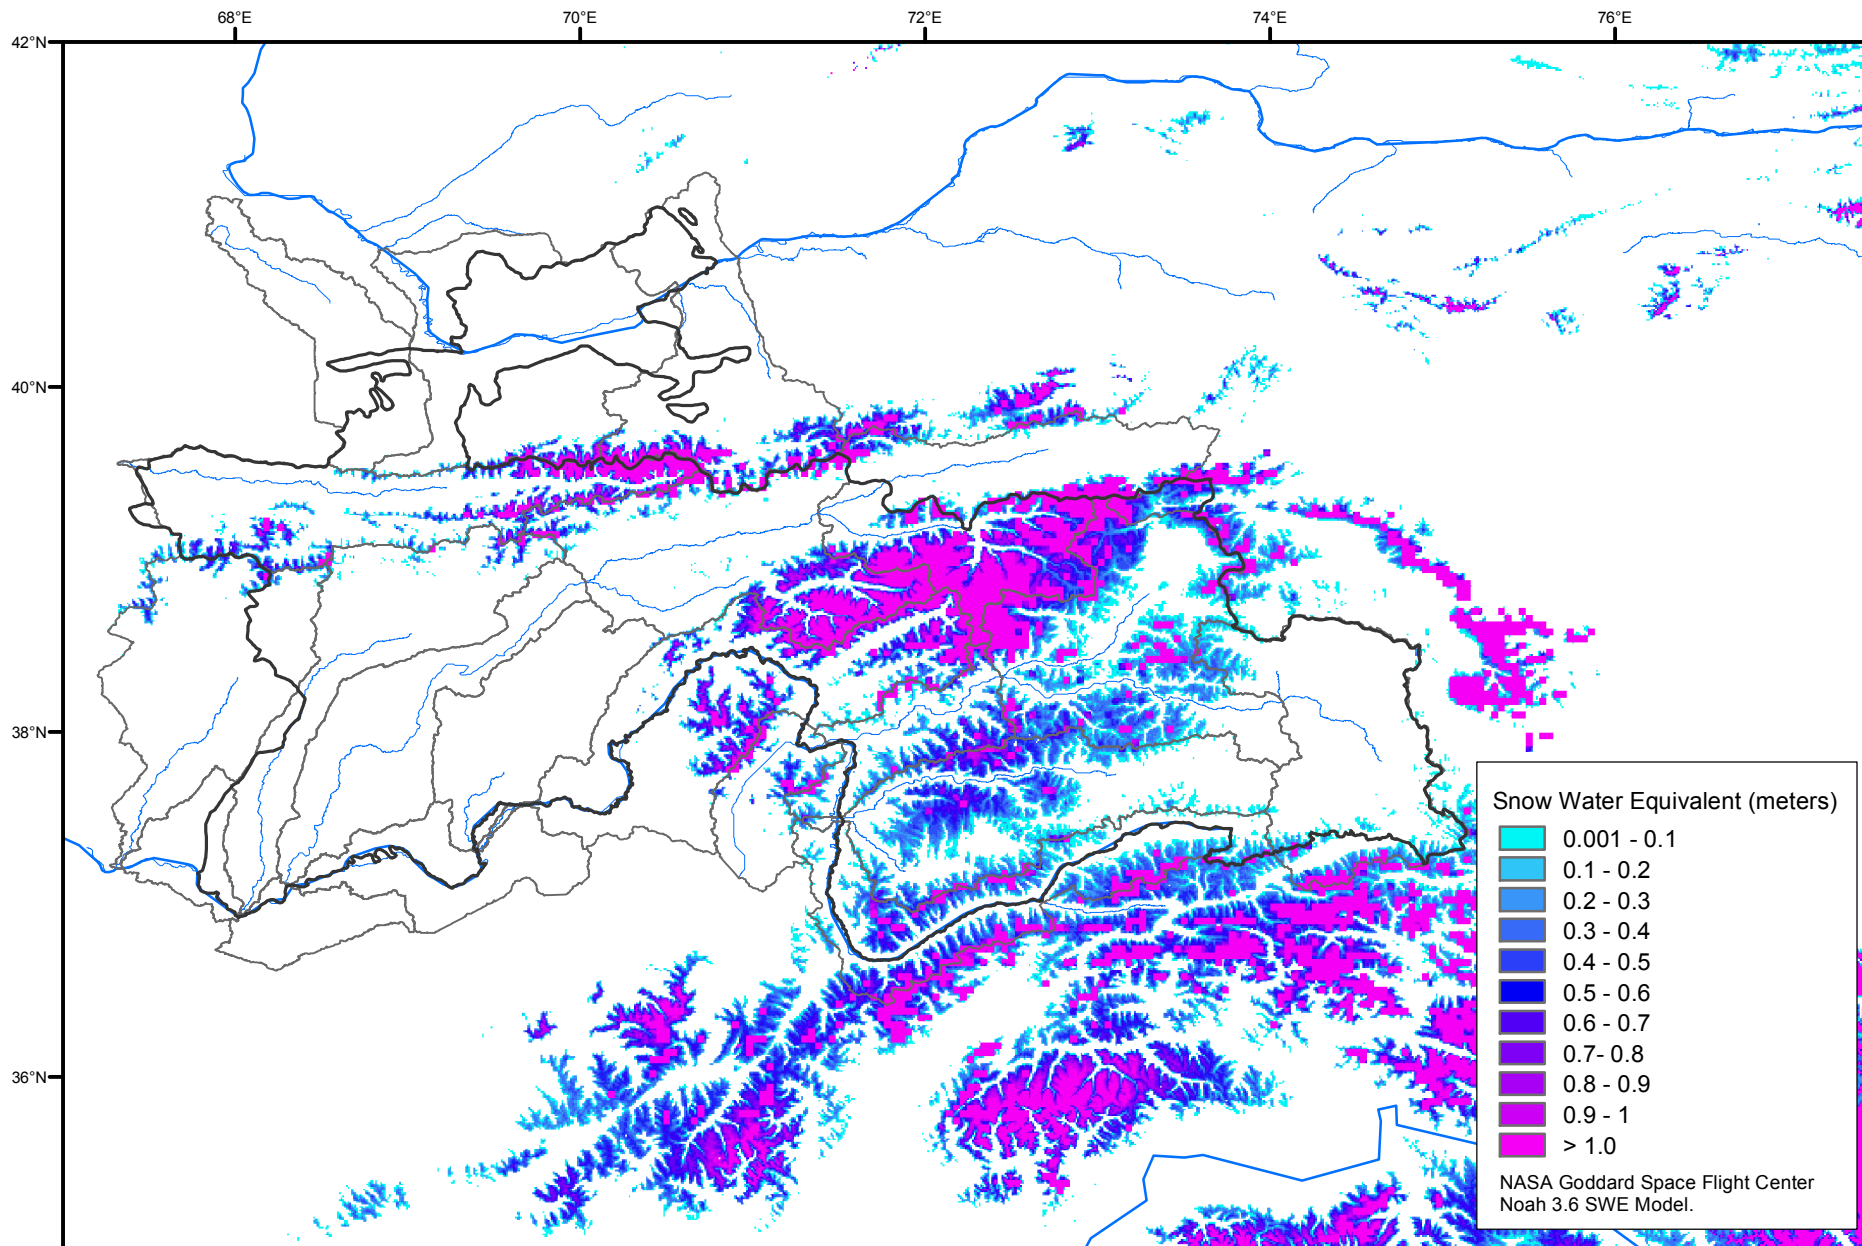 68°E 70°E 72°E 74°E 76°E
42°N
40°N
38°N
36°N
Snow Water Equivalent (meters)
0.001 - 0.1
0.1 - 0.2
0.2 - 0.3
0.3 - 0.4
0.4 - 0.5
0.5 - 0.6
0.6 - 0.7
0.7- 0.8
0.8 - 0.9
0.9 - 1
> 1.0
NASA Goddard Space Flight Center
Noah 3.6 SWE Model.